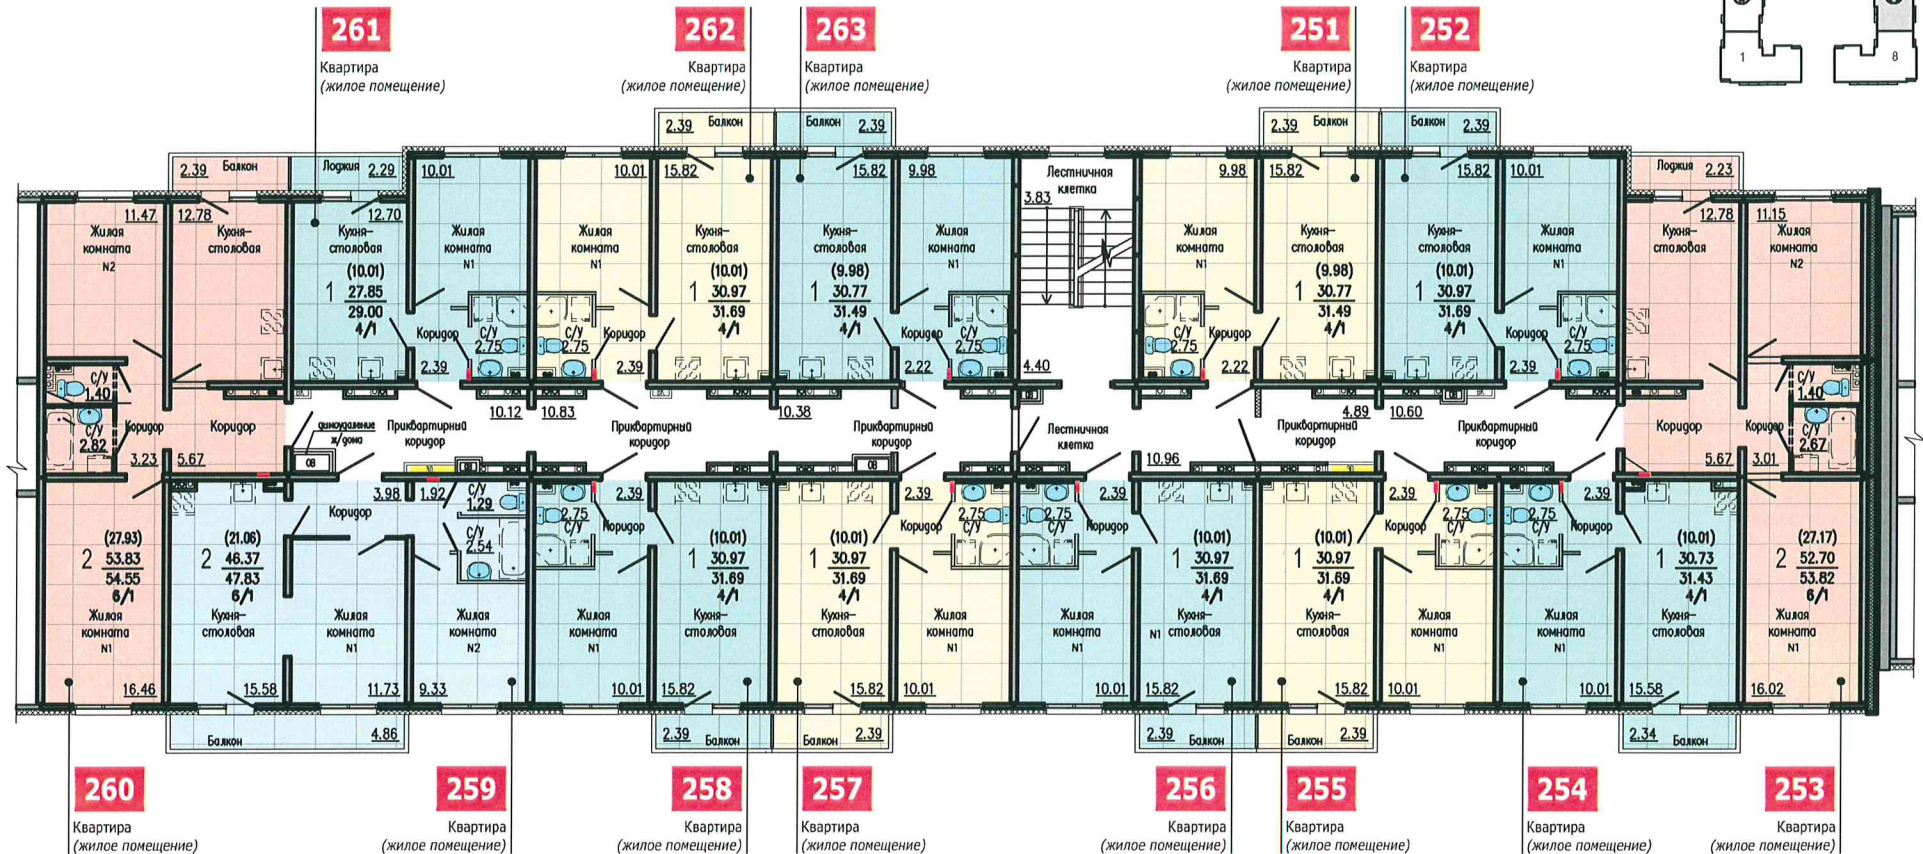 261
Квартира
(жилое помещение)
262
Квартира
(жилое помещение)
263
Квартира
(жилое помещение)
251
Квартира
(жилое помещение)
252
Квартира
(жилое помещение)
1
8
2.39 Балкон
Лоджия 2.29
2.39 Балкон
Балкон 2.39
2.39 Балкон
Балкон 2.39
Лоджия 2.23
11.47
Жилая
комната
N2
12.78
Кухня-
столовая
12.70
Кухня-
столовая
1
(10.01)
27.85
29.00
4/1
10.01
Жилая
комната
N1
Коридор
2.39
С/У
2.75
10.01
Жилая
комната
N1
С/У
2.75
Коридор
2.39
15.82
Кухня-
столовая
1
(10.01)
30.97
31.69
4/1
15.82
Кухня-
столовая
1
(9.98)
30.77
31.49
4/1
9.98
Жилая
комната
N1
Коридор
2.22
С/У
2.75
Лестничная
клетка
3.83
4.40
9.98
Жилая
комната
N1
С/У
2.75
Коридор
2.22
15.82
Кухня-
столовая
1
(9.98)
30.77
31.49
4/1
15.82
Кухня-
столовая
1
(10.01)
30.97
31.69
4/1
10.01
Жилая
комната
N1
Коридор
2.39
С/У
2.75
12.78
Кухня-
столовая
11.15
Жилая
комната
N2
С/У
1.40
С/У
2.82
Коридор
3.23
Коридор
5.67
дымоудаление
ж/дома
ОВ
10.12
Приквартирный
коридор
10.83
Приквартирный
коридор
10.38
Приквартирный
коридор
ОВ
ОВ
Лестничная
клетка
10.96
4.89
Приквартирный
коридор
10.60
Приквартирный
коридор
Коридор
5.67
Коридор
3.01
С/У
1.40
С/У
2.67
2
(27.93)
53.83
54.55
6/1
Жилая
комната
N1
16.46
2
(21.06)
46.37
47.83
6/1
Кухня-
столовая
15.58
3.98
Коридор
1.92
Жилая
комната
N1
11.73
С/У
1.29
С/У
2.54
Жилая
комната
N2
9.33
2.75
С/У
2.39
Коридор
Жилая
комната
N1
10.01
1
(10.01)
30.97
31.69
4/1
Кухня-
столовая
15.82
1
(10.01)
30.97
31.69
4/1
Кухня-
столовая
15.82
2.39
Коридор
2.75
С/У
Жилая
комната
N1
10.01
2.75
С/У
2.39
Коридор
Жилая
комната
N1
10.01
1
(10.01)
30.97
31.69
4/1
Кухня-
столовая
15.82
1
(10.01)
30.97
31.69
4/1
Кухня-
столовая
15.82
2.39
Коридор
2.75
С/У
Жилая
комната
N1
10.01
2.75
С/У
2.39
Коридор
Жилая
комната
N1
10.01
1
(10.01)
30.73
31.43
4/1
Кухня-
столовая
15.58
2
(27.17)
52.70
53.82
6/1
Жилая
комната
N1
16.02
Балкон 4.86
2.39 Балкон
Балкон 2.39
2.39 Балкон
Балкон 2.39
2.34 Балкон
260
Квартира
(жилое помещение)
259
Квартира
(жилое помещение)
258
Квартира
(жилое помещение)
257
Квартира
(жилое помещение)
256
Квартира
(жилое помещение)
255
Квартира
(жилое помещение)
254
Квартира
(жилое помещение)
253
Квартира
(жилое помещение)